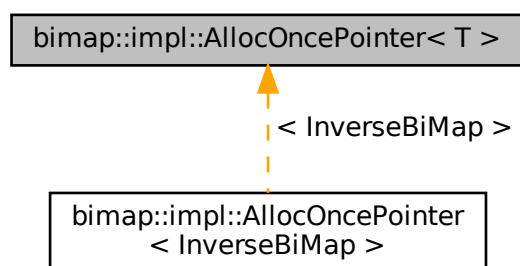 bimap::impl::AllocOncePointer< T >
< InverseBiMap >
bimap::impl::AllocOncePointer
< InverseBiMap >